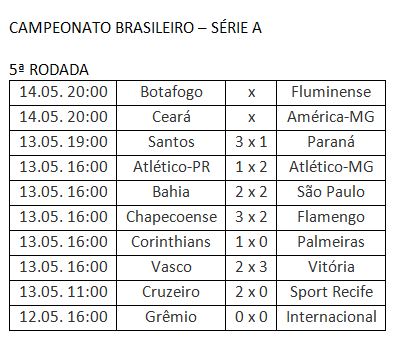 CAMPEONATO BRASILEIRO – SÉRIE A
5ª RODADA
14.05. 20:00 Botafogo x Fluminense
14.05. 20:00 Ceará x América-MG
13.05. 19:00 Santos 3 x 1 Paraná
13.05. 16:00 Atlético-PR 1 x 2 Atlético-MG
13.05. 16:00 Bahia 2 x 2 São Paulo
13.05. 16:00 Chapecoense 3 x 2 Flamengo
13.05. 16:00 Corinthians 1 x 0 Palmeiras
13.05. 16:00 Vasco 2 x 3 Vitória
13.05. 11:00 Cruzeiro 2 x 0 Sport Recife
12.05. 16:00 Grêmio 0 x 0 Internacional